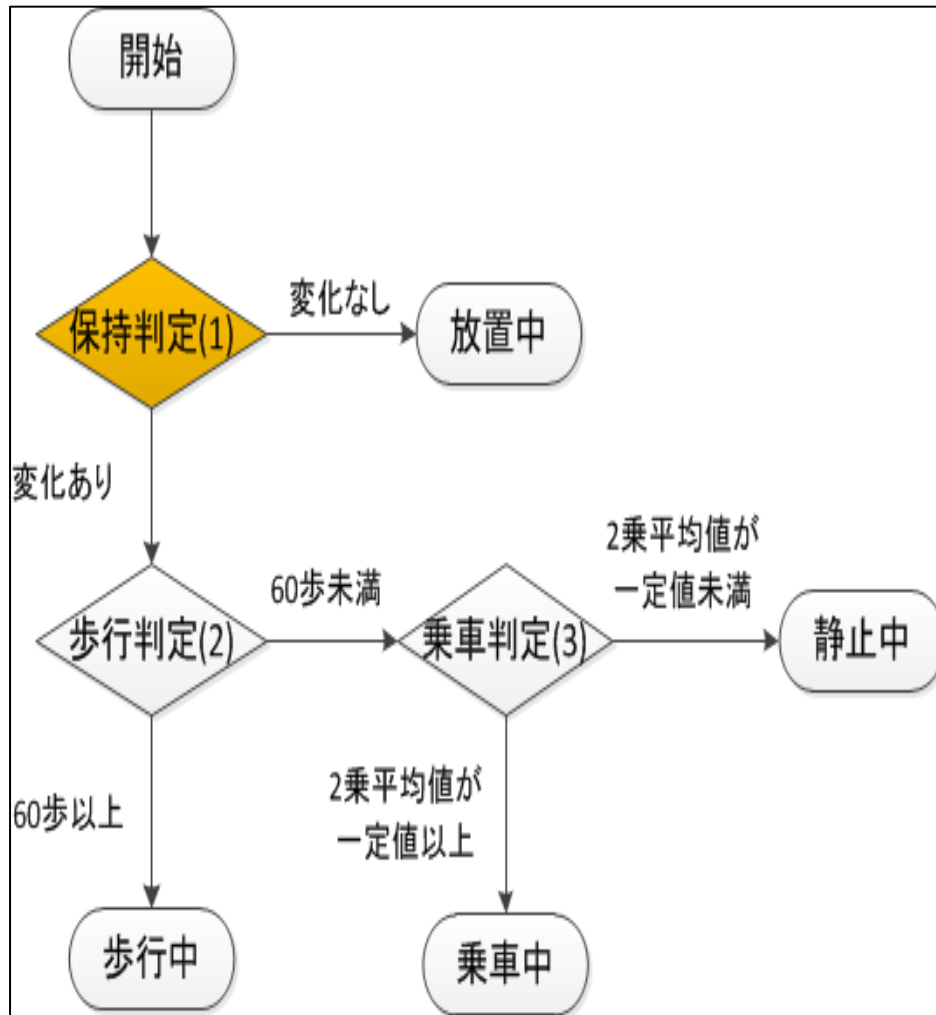 開始
保持判定(1)
変化なし
放置中
変化あり
歩行判定(2)
60歩未満
乗車判定(3)
2乗平均値が
一定値未満
静止中
60歩以上
2乗平均値が
一定値以上
歩行中
乗車中